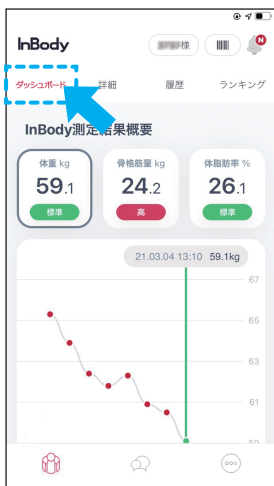 InBody
様
N
ダッシュボード 詳細 履歴 ランキング
InBody測定結果概要
体重 kg 骨格筋量 kg 体脂肪率 %
59.1 24.2 26.1
標準 高 標準
21.03.04 13:10 59.1kg
67
65
63
61